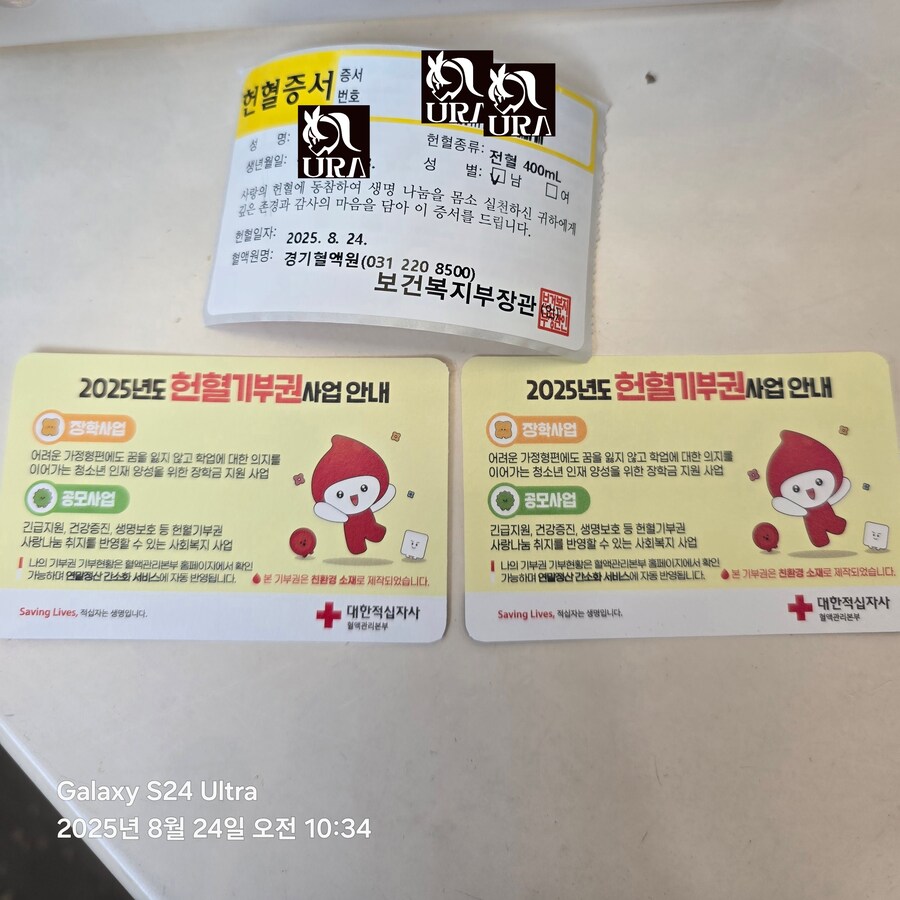 헌혈증서
증서
번호
URA
URA
URA
성 명:
헌혈종류: 전혈 400mL
생년월일:
성 별: 남 여
사랑의 헌혈에 동참하여 생명 나눔을 몸소 실천하신 귀하에게
깊은 존경과 감사의 마음을 담아 이 증서를 드립니다.
헌혈일자: 2025. 8. 24.
혈액원명: 경기혈액원(031 220 8500)
보건복지부장관
2025년도 헌혈기부권사업 안내
장학사업
어려운 가정형편에도 꿈을 잃지 않고 학업에 대한 의지를
이어가는 청소년 인재 양성을 위한 장학금 지원 사업
공모사업
긴급지원, 건강증진, 생명보호 등 헌혈기부권
사랑나눔 취지를 반영할 수 있는 사회복지 사업
나의 기부권 기부현황은 혈액관리본부 홈페이지에서 확인
가능하며 연말정산 간소화 서비스에 자동 반영됩니다.
본 기부권은 친환경 소재로 제작되었습니다.
Saving Lives, 적십자는 생명입니다.
대한적십자사
혈액관리본부
2025년도 헌혈기부권사업 안내
장학사업
어려운 가정형편에도 꿈을 잃지 않고 학업에 대한 의지를
이어가는 청소년 인재 양성을 위한 장학금 지원 사업
공모사업
긴급지원, 건강증진, 생명보호 등 헌혈기부권
사랑나눔 취지를 반영할 수 있는 사회복지 사업
나의 기부권 기부현황은 혈액관리본부 홈페이지에서 확인
가능하며 연말정산 간소화 서비스에 자동 반영됩니다.
본 기부권은 친환경 소재로 제작되었습니다.
Saving Lives, 적십자는 생명입니다.
대한적십자사
혈액관리본부
Galaxy S24 Ultra
2025년 8월 24일 오전 10:34